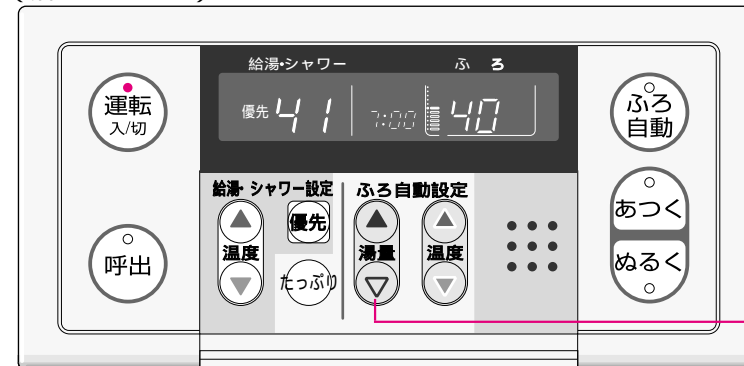 給湯・シャワー ふろ
優先 41 7:00 40
運転
入/切
ふろ
自動
給湯・シャワー設定 ふろ自動設定
優先
温度 湯量 温度
たっぷり
呼出
あつく
ぬるく